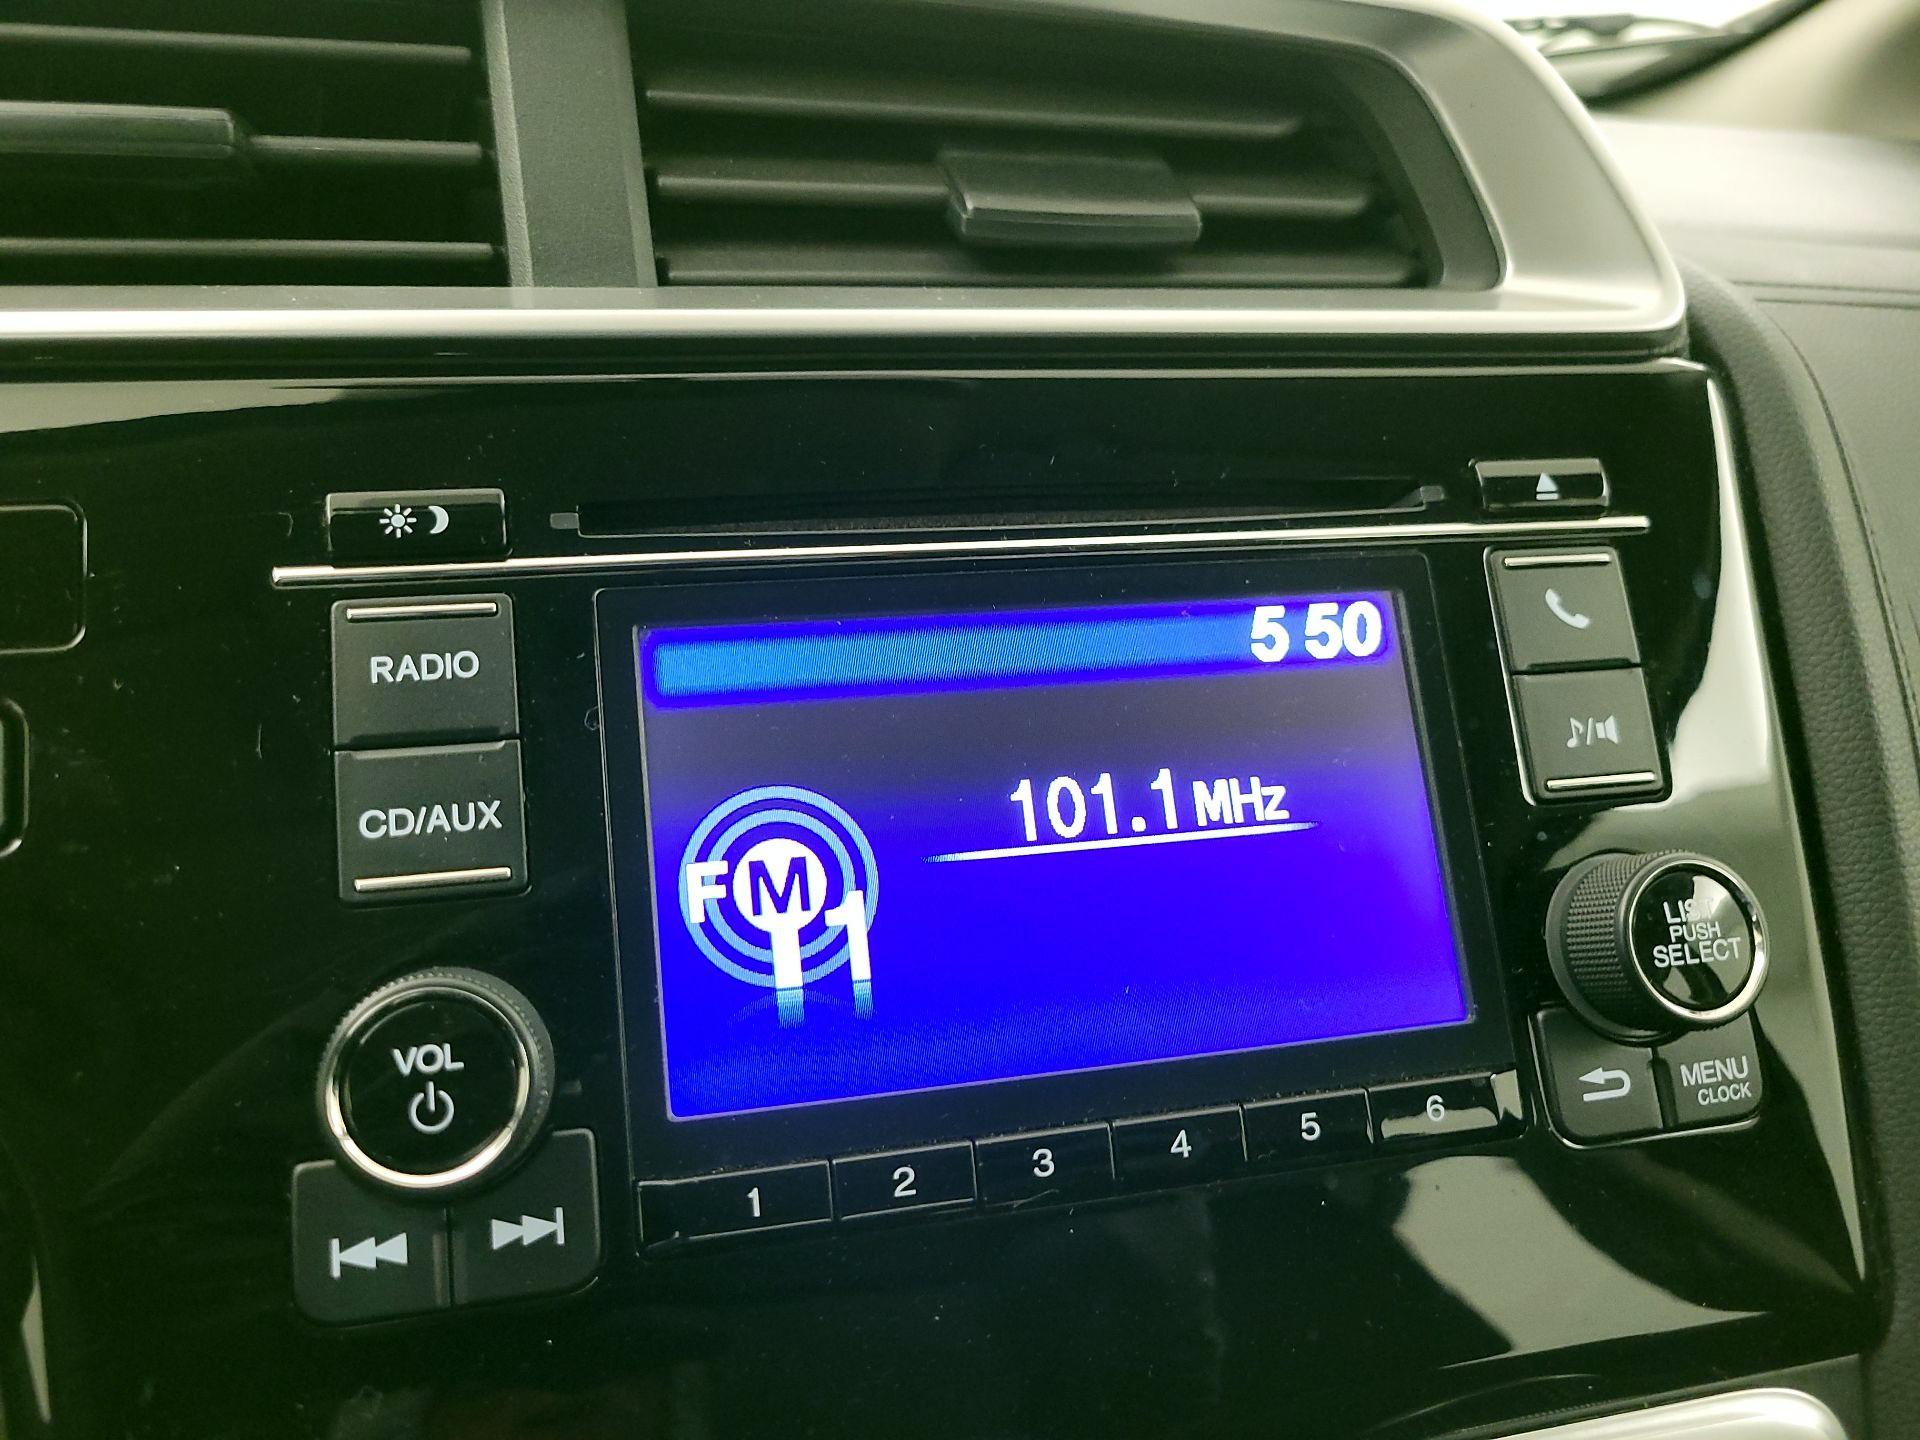 RADIO
CD/AUX
VOL
5 50
101.1 MHz
FM
1
LIST
PUSH
SELECT
MENU
CLOCK
1
2
3
4
5
6